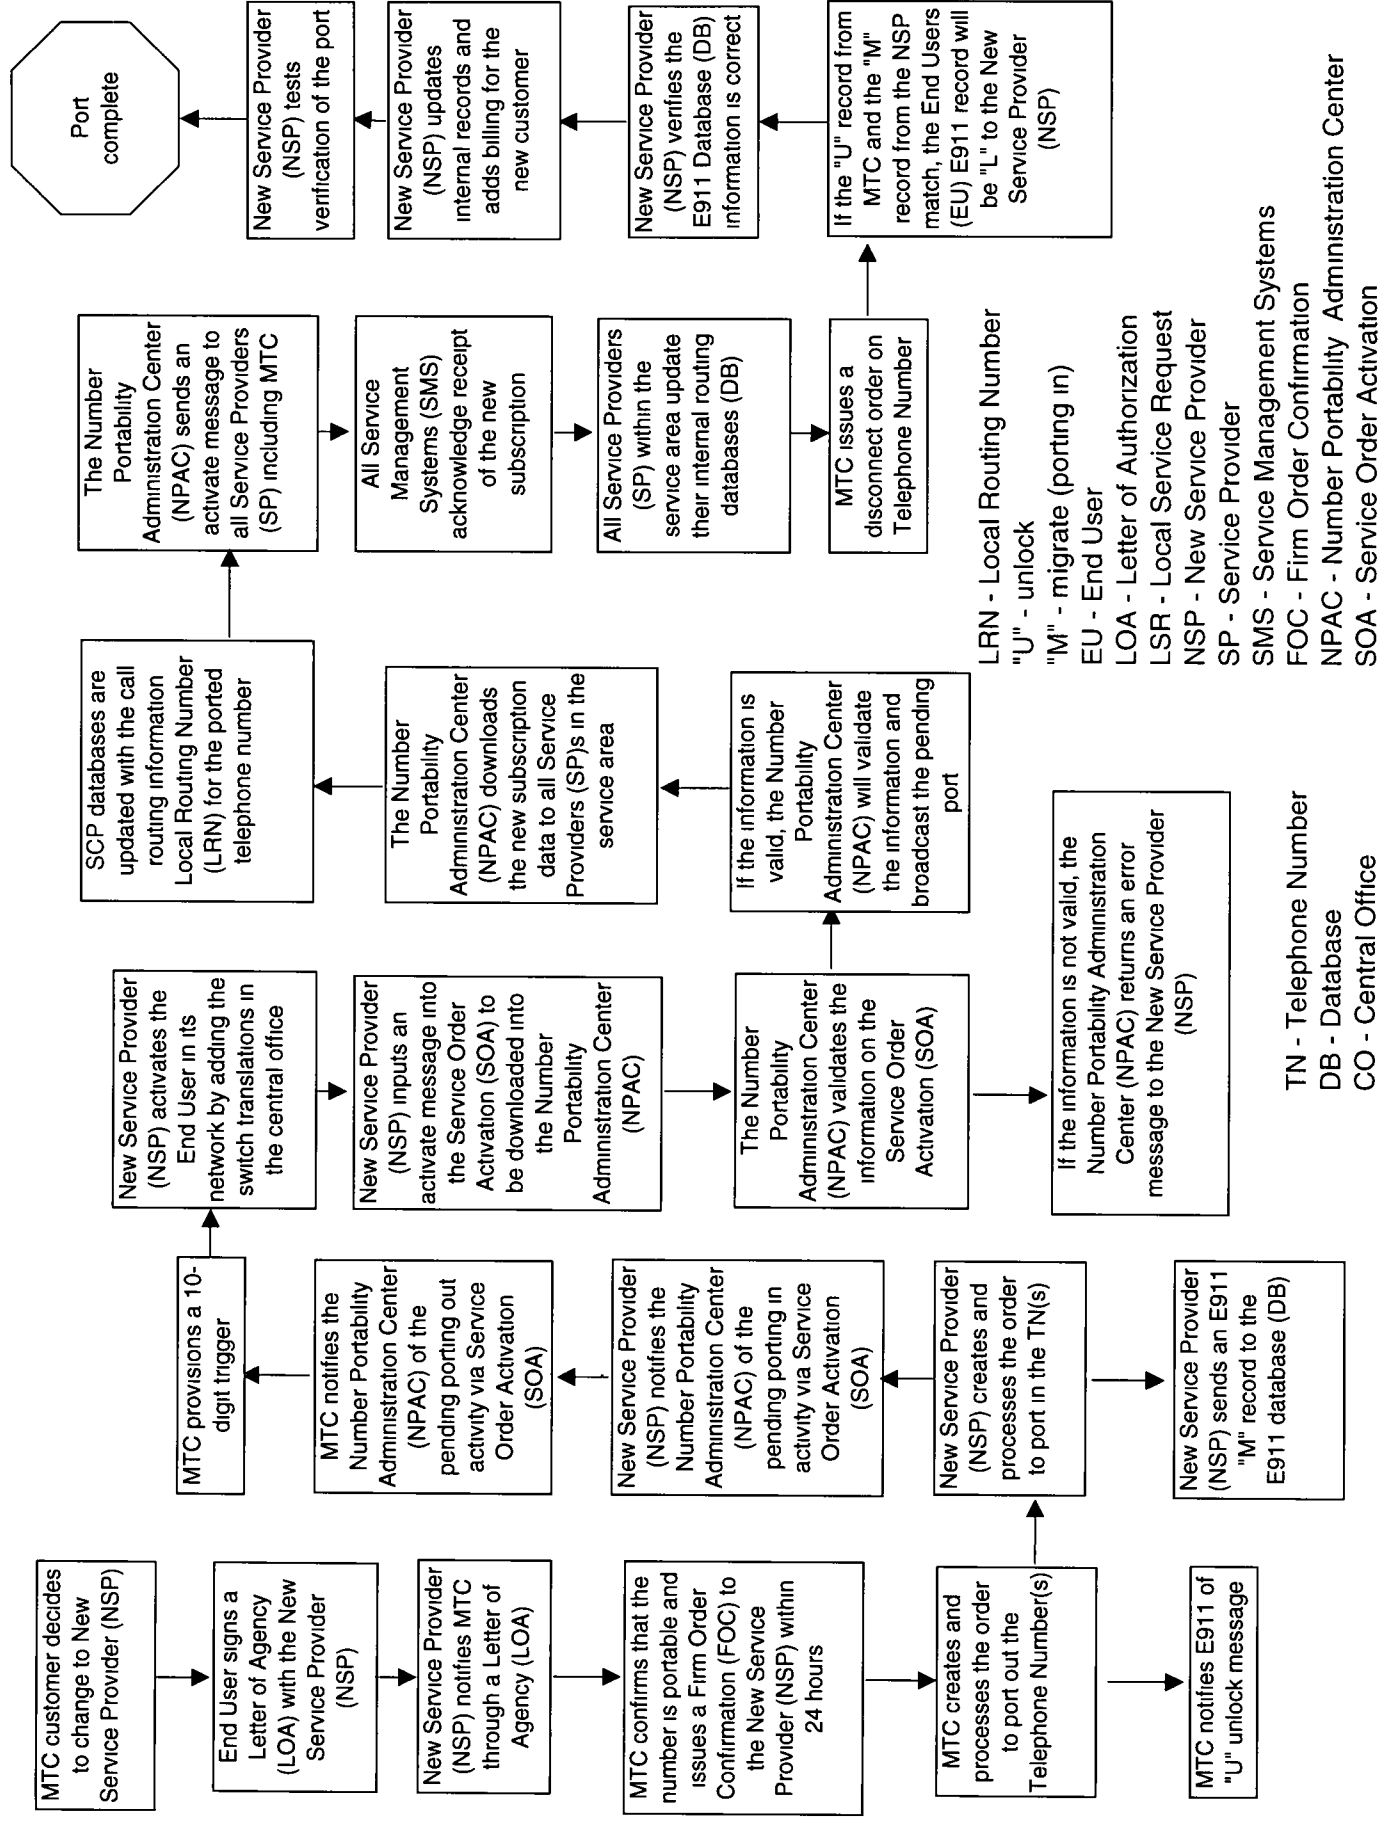 MTC customer decides
to change to New
Service Provider (NSP)
End User signs a
Letter of Agency
(LOA) with the New
Service Provider
(NSP)
New Service Provider
(NSP) notifies MTC
through a Letter of
Agency (LOA)
MTC confirms that the
number is portable and
issues a Firm Order
Confirmation (FOC) to
the New Service
Provider (NSP) within
24 hours
MTC creates and
processes the order
to port out the
Telephone Number(s)
MTC notifies E911 of
"U" unlock message
MTC provisions a 10-
digit trigger
MTC notifies the
Number Portability
Administration Center
(NPAC) of the
pending porting out
activity via Service
Order Activation
(SOA)
New Service Provider
(NSP) notifies the
Number Portability
Administration Center
(NPAC) of the
pending porting in
activity via Service
Order Activation
(SOA)
New Service Provider
(NSP) creates and
processes the order
to port in the TN(s)
New Service Provider
(NSP) sends an E911
"M" record to the
E911 database (DB)
New Service Provider
(NSP) activates the
End User in its
network by adding the
switch translations in
the central office
New Service Provider
(NSP) inputs an
activate message into
the Service Order
Activation (SOA) to
be downloaded into
the Number
Portability
Administration Center
(NPAC)
The Number
Portability
Administration Center
(NPAC) validates the
information on the
Service Order
Activation (SOA)
If the information is not valid, the
Number Portability Administration
Center (NPAC) returns an error
message to the New Service Provider
(NSP)
SCP databases are
updated with the call
routing information
Local Routing Number
(LRN) for the ported
telephone number
The Number
Portability
Administration Center
(NPAC) downloads
the new subscription
data to all Service
Providers (SP)s in the
service area
If the information is
valid, the Number
Portability
Administration Center
(NPAC) will validate
the information and
broadcast the pending
port
The Number
Portability
Administration Center
(NPAC) sends an
activate message to
all Service Providers
(SP) including MTC
All Service
Management
Systems (SMS)
acknowledge receipt
of the new
subscription
All Service Providers
(SP) within the
service area update
their internal routing
databases (DB)
MTC issues a
disconnect order on
Telephone Number
Port
complete
New Service Provider
(NSP) tests
verification of the port
New Service Provider
(NSP) updates
internal records and
adds billing for the
new customer
New Service Provider
(NSP) verifies the
E911 Database (DB)
information is correct
If the "U" record from
MTC and the "M"
record from the NSP
match, the End Users
(EU) E911 record will
be "L" to the New
Service Provider
(NSP)
LRN - Local Routing Number
"U" - unlock
"M" - migrate (porting in)
EU - End User
LOA - Letter of Authorization
LSR - Local Service Request
NSP - New Service Provider
SP - Service Provider
SMS - Service Management Systems
FOC - Firm Order Confirmation
NPAC - Number Portability Administration Center
SOA - Service Order Activation
TN - Telephone Number
DB - Database
CO - Central Office